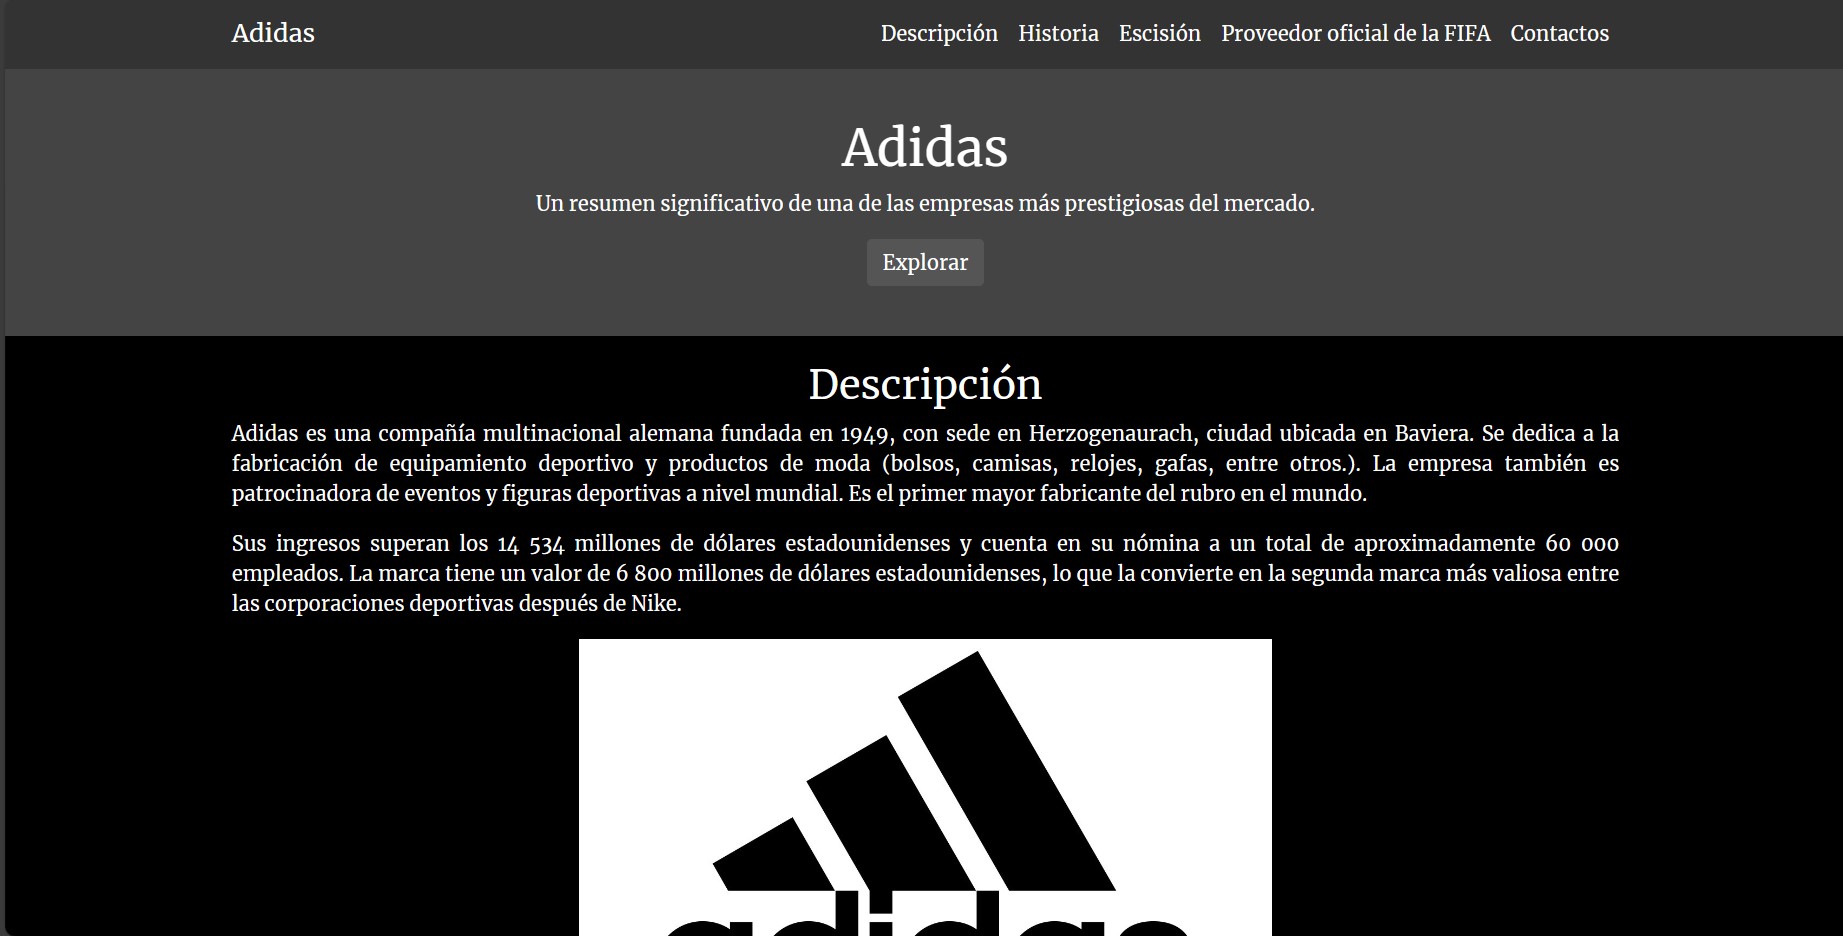 Adidas
Descripción Historia Escisión Proveedor oficial de la FIFA Contactos
Adidas
Un resumen significativo de una de las empresas más prestigiosas del mercado.
Explorar
Descripción
Adidas es una compañía multinacional alemana fundada en 1949, con sede en Herzogenaurach, ciudad ubicada en Baviera. Se dedica a la
fabricación de equipamiento deportivo y productos de moda (bolsos, camisas, relojes, gafas, entre otros.). La empresa también es
patrocinadora de eventos y figuras deportivas a nivel mundial. Es el primer mayor fabricante del rubro en el mundo.
Sus ingresos superan los 14 534 millones de dólares estadounidenses y cuenta en su nómina a un total de aproximadamente 60 000
empleados. La marca tiene un valor de 6 800 millones de dólares estadounidenses, lo que la convierte en la segunda marca más valiosa entre
las corporaciones deportivas después de Nike.
adidas